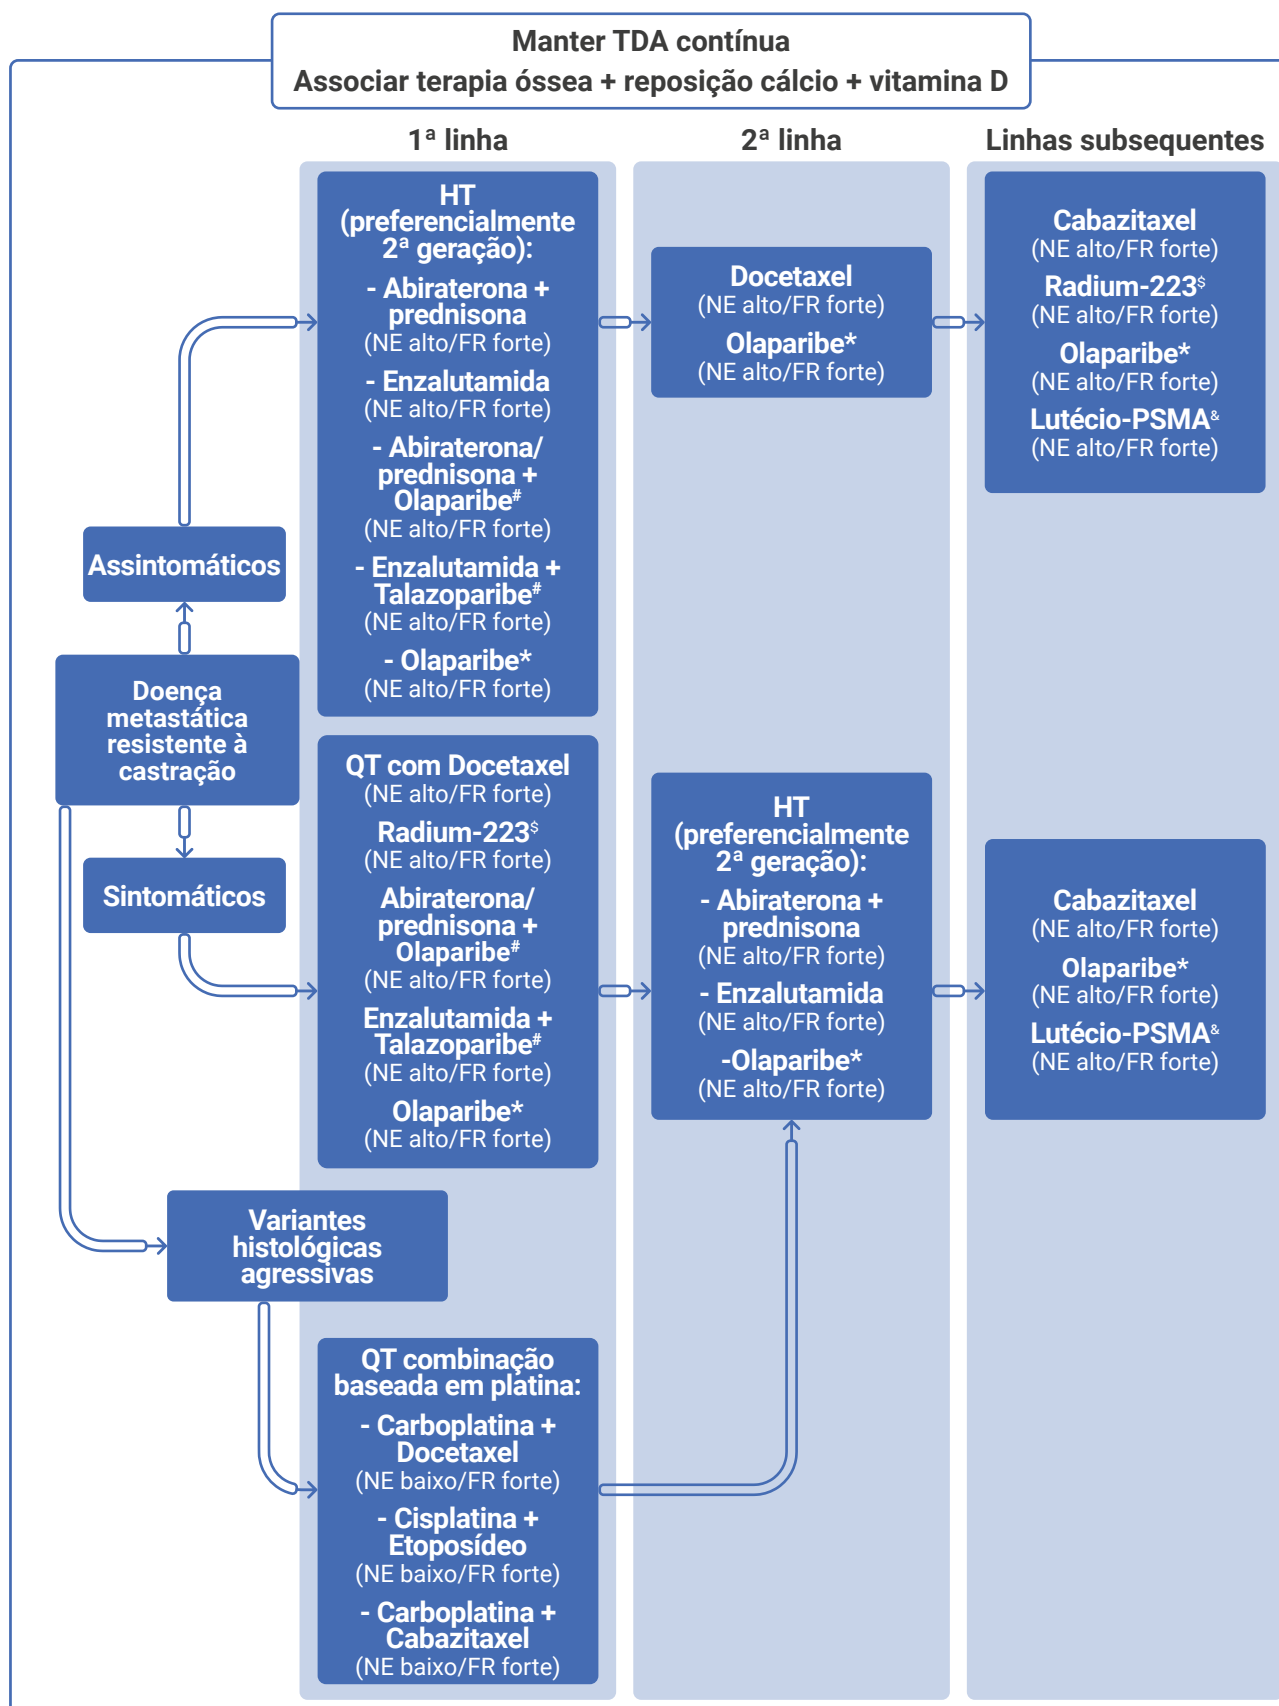 Manter TDA contínua
Associar terapia óssea + reposição cálcio + vitamina D
1ª linha
2ª linha
Linhas subsequentes
Doença
metastática
resistente à
castração
Assintomáticos
HT
(preferencialmente
2ª geração):
- Abiraterona +
prednisona
(NE alto/FR forte)
- Enzalutamida
(NE alto/FR forte)
- Abiraterona/
prednisona +
Olaparibe#
(NE alto/FR forte)
- Enzalutamida +
Talazoparibe#
(NE alto/FR forte)
- Olaparibe*
(NE alto/FR forte)
Docetaxel
(NE alto/FR forte)
Olaparibe*
(NE alto/FR forte)
Cabazitaxel
(NE alto/FR forte)
Radium-223$
(NE alto/FR forte)
Olaparibe*
(NE alto/FR forte)
Lutécio-PSMA&
(NE alto/FR forte)
Sintomáticos
QT com Docetaxel
(NE alto/FR forte)
Radium-223$
(NE alto/FR forte)
Abiraterona/
prednisona +
Olaparibe#
(NE alto/FR forte)
Enzalutamida +
Talazoparibe#
(NE alto/FR forte)
Olaparibe*
(NE alto/FR forte)
HT
(preferencialmente
2ª geração):
- Abiraterona +
prednisona
(NE alto/FR forte)
- Enzalutamida
(NE alto/FR forte)
-Olaparibe*
(NE alto/FR forte)
Cabazitaxel
(NE alto/FR forte)
Olaparibe*
(NE alto/FR forte)
Lutécio-PSMA&
(NE alto/FR forte)
Variantes
histológicas
agressivas
QT combinação
baseada em platina:
- Carboplatina +
Docetaxel
(NE baixo/FR forte)
- Cisplatina +
Etoposídeo
(NE baixo/FR forte)
- Carboplatina +
Cabazitaxel
(NE baixo/FR forte)